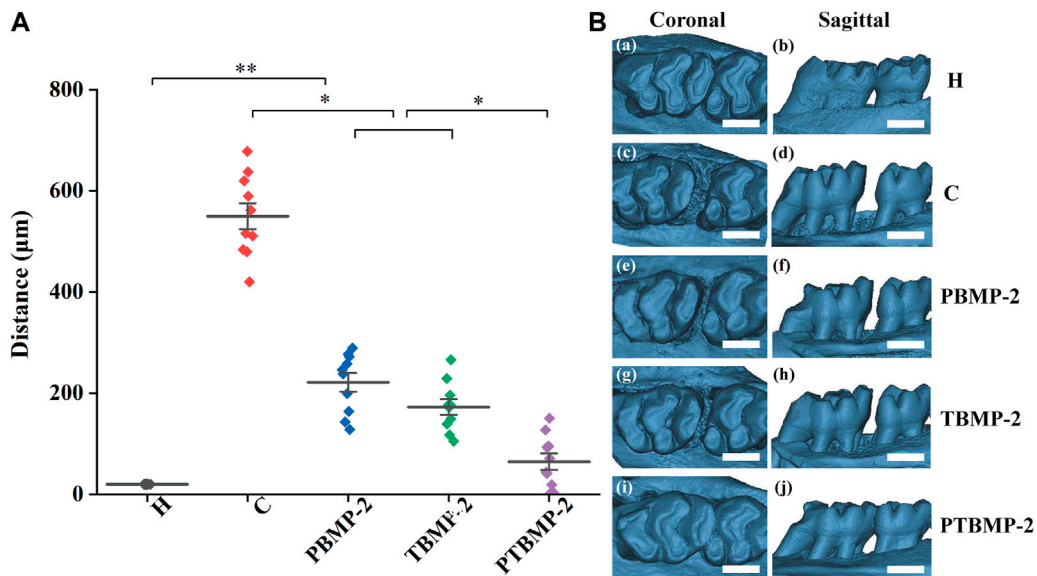 A
B
Coronal
Sagittal
**
*
*
800
600
400
200
0
Distance (μm)
H
C
PBMP-2
TBMP-2
PTBMP-2
(a)
(b)
H
(c)
(d)
C
(e)
(f)
PBMP-2
(g)
(h)
TBMP-2
(i)
(j)
PTBMP-2